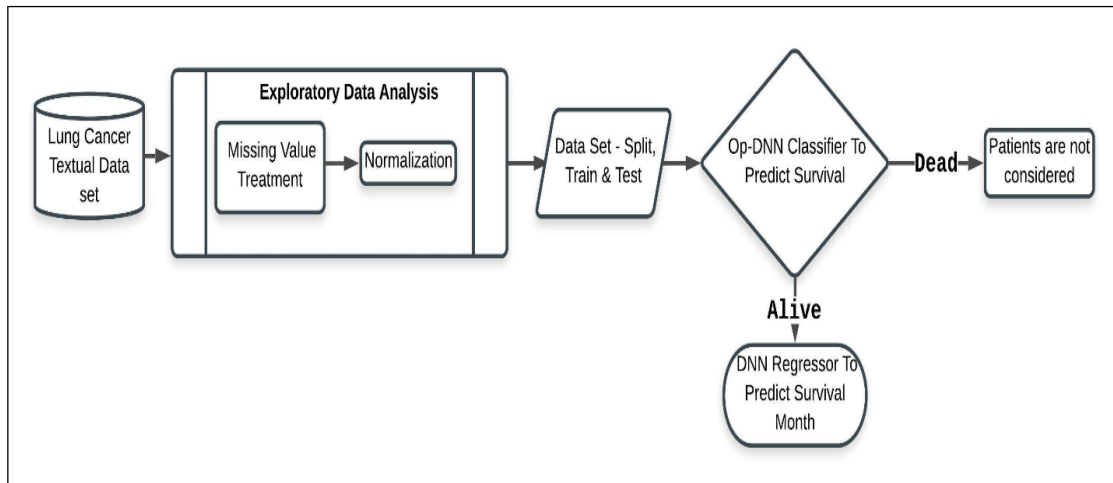 Lung Cancer
Textual Data
set
Exploratory Data Analysis
Missing Value
Treatment
Normalization
Data Set - Split,
Train & Test
Op-DNN Classifier To
Predict Survival
Dead
Patients are not
considered
Alive
DNN Regressor To
Predict Survival
Month